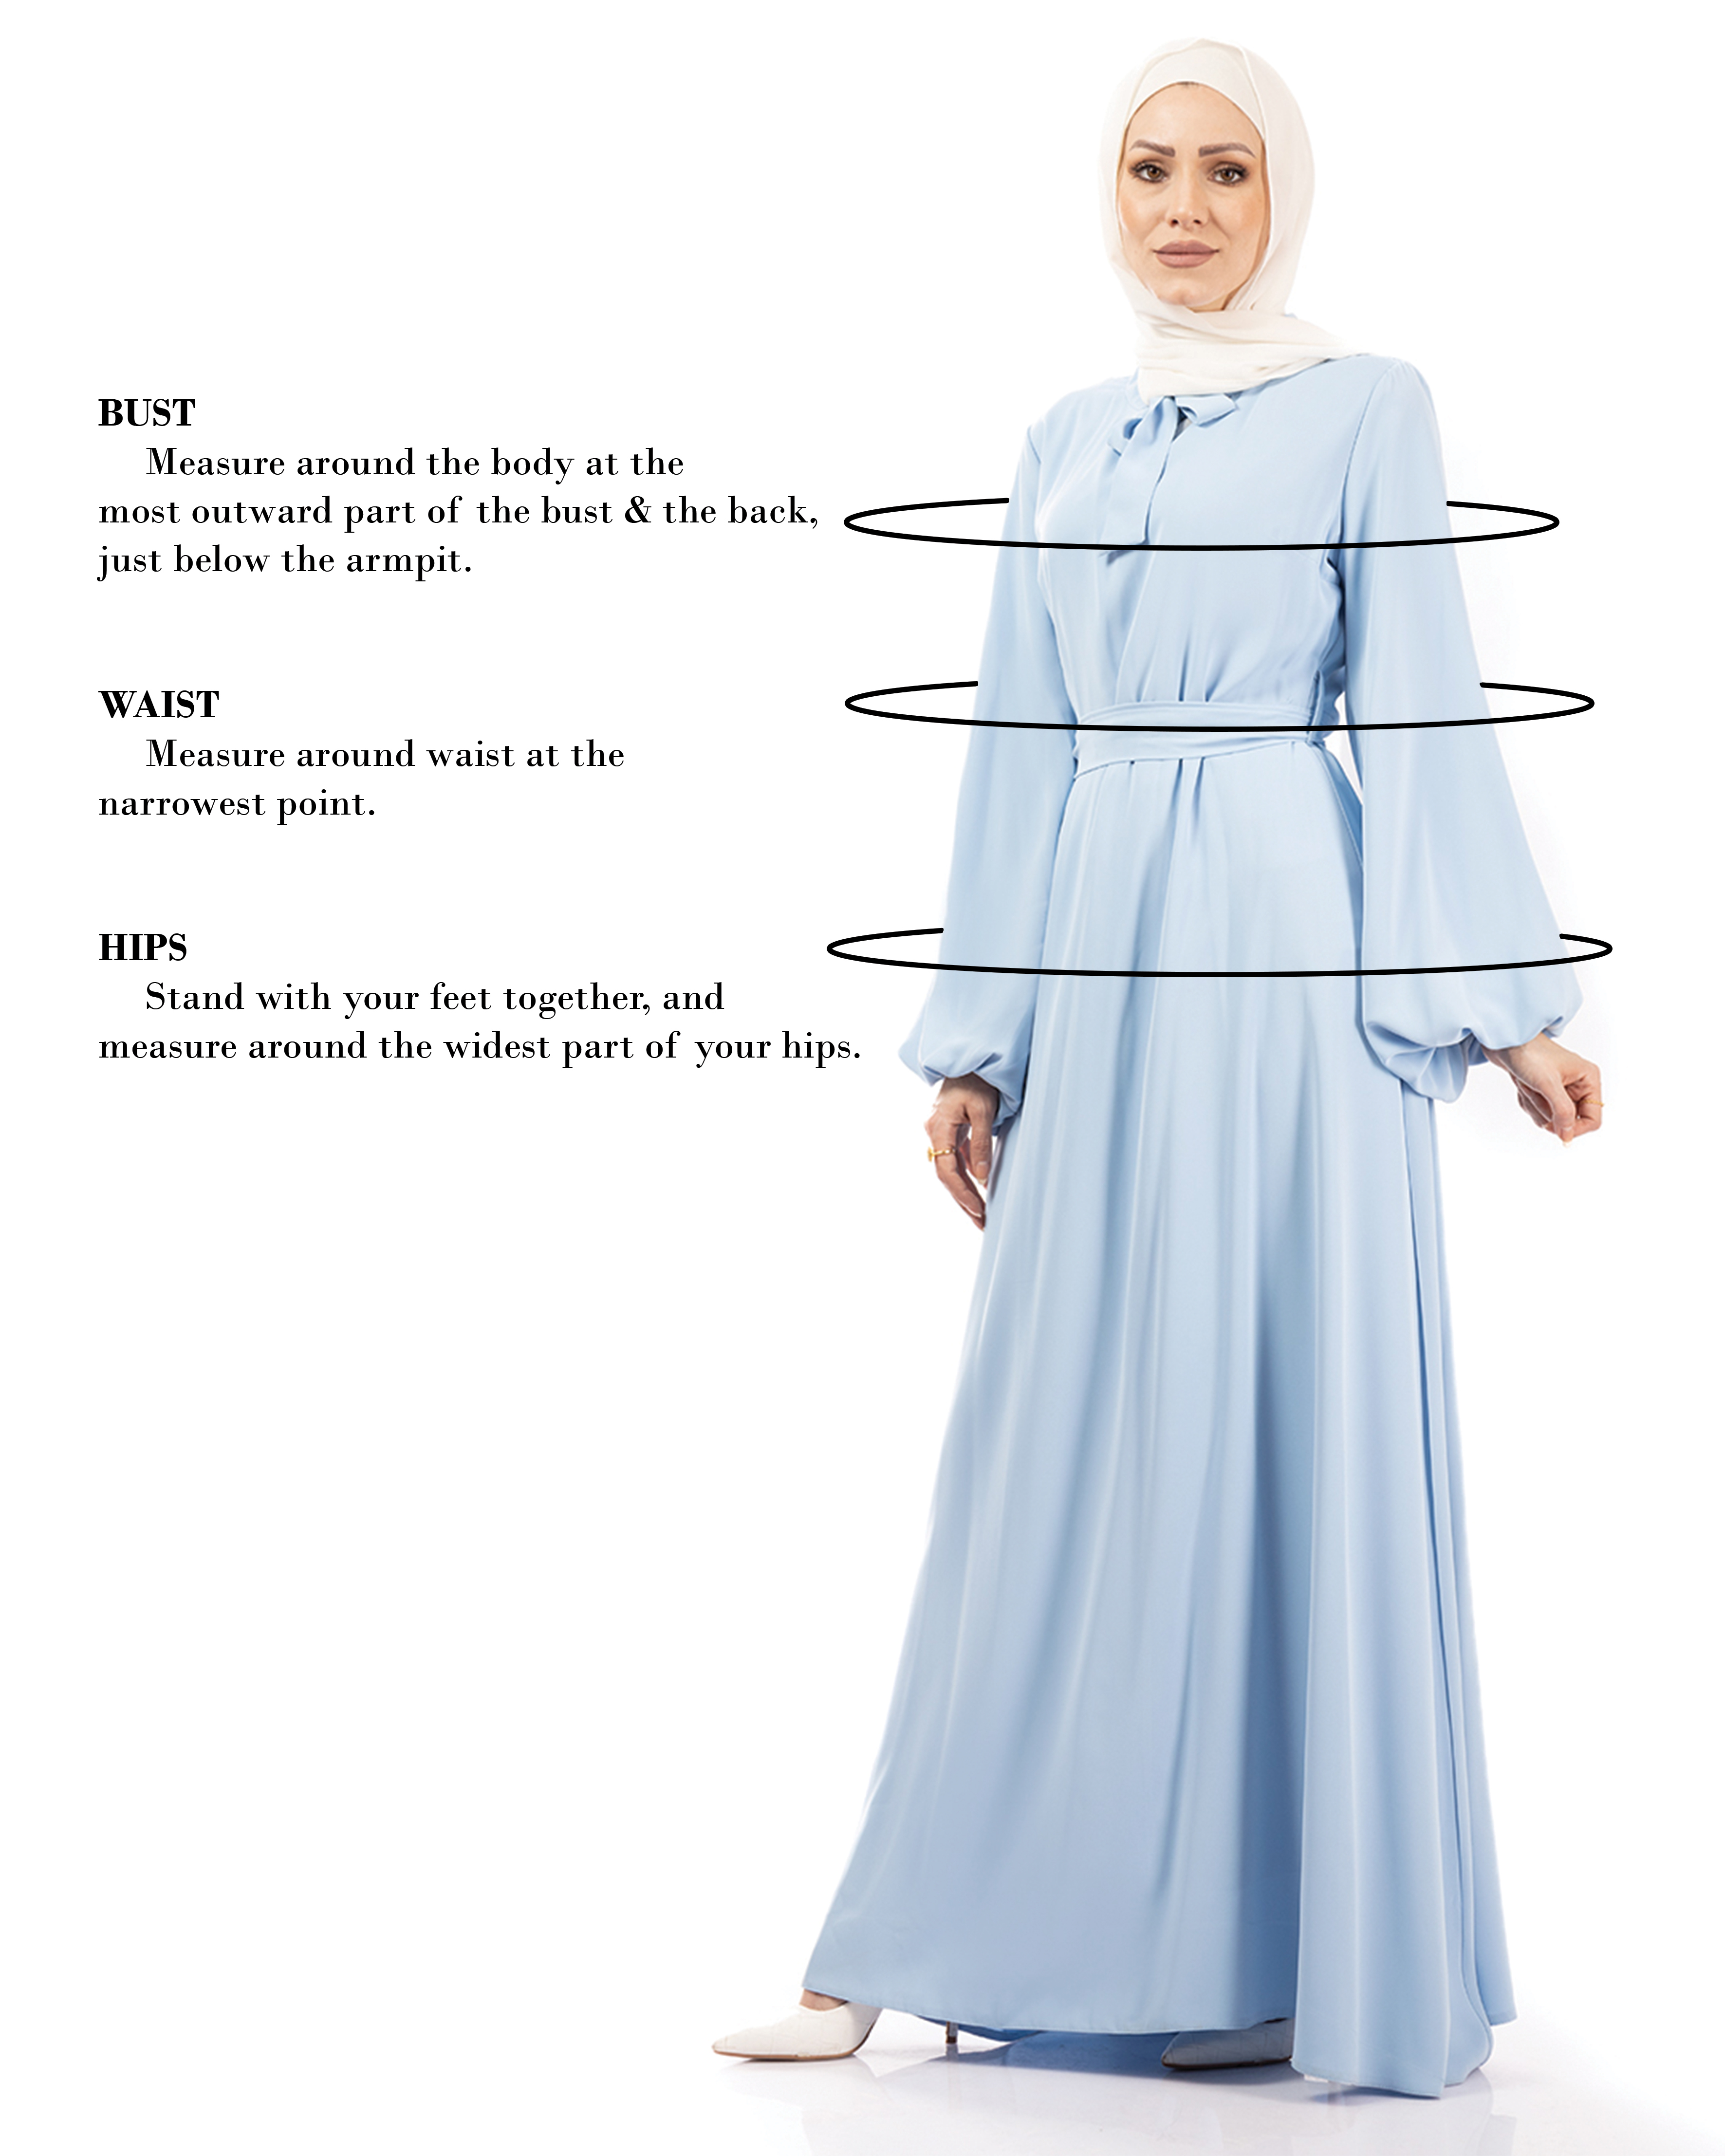 BUST
Measure around the body at the
most outward part of the bust & the back,
just below the armpit.
WAIST
Measure around waist at the
narrowest point.
HIPS
Stand with your feet together, and
measure around the widest part of your hips.